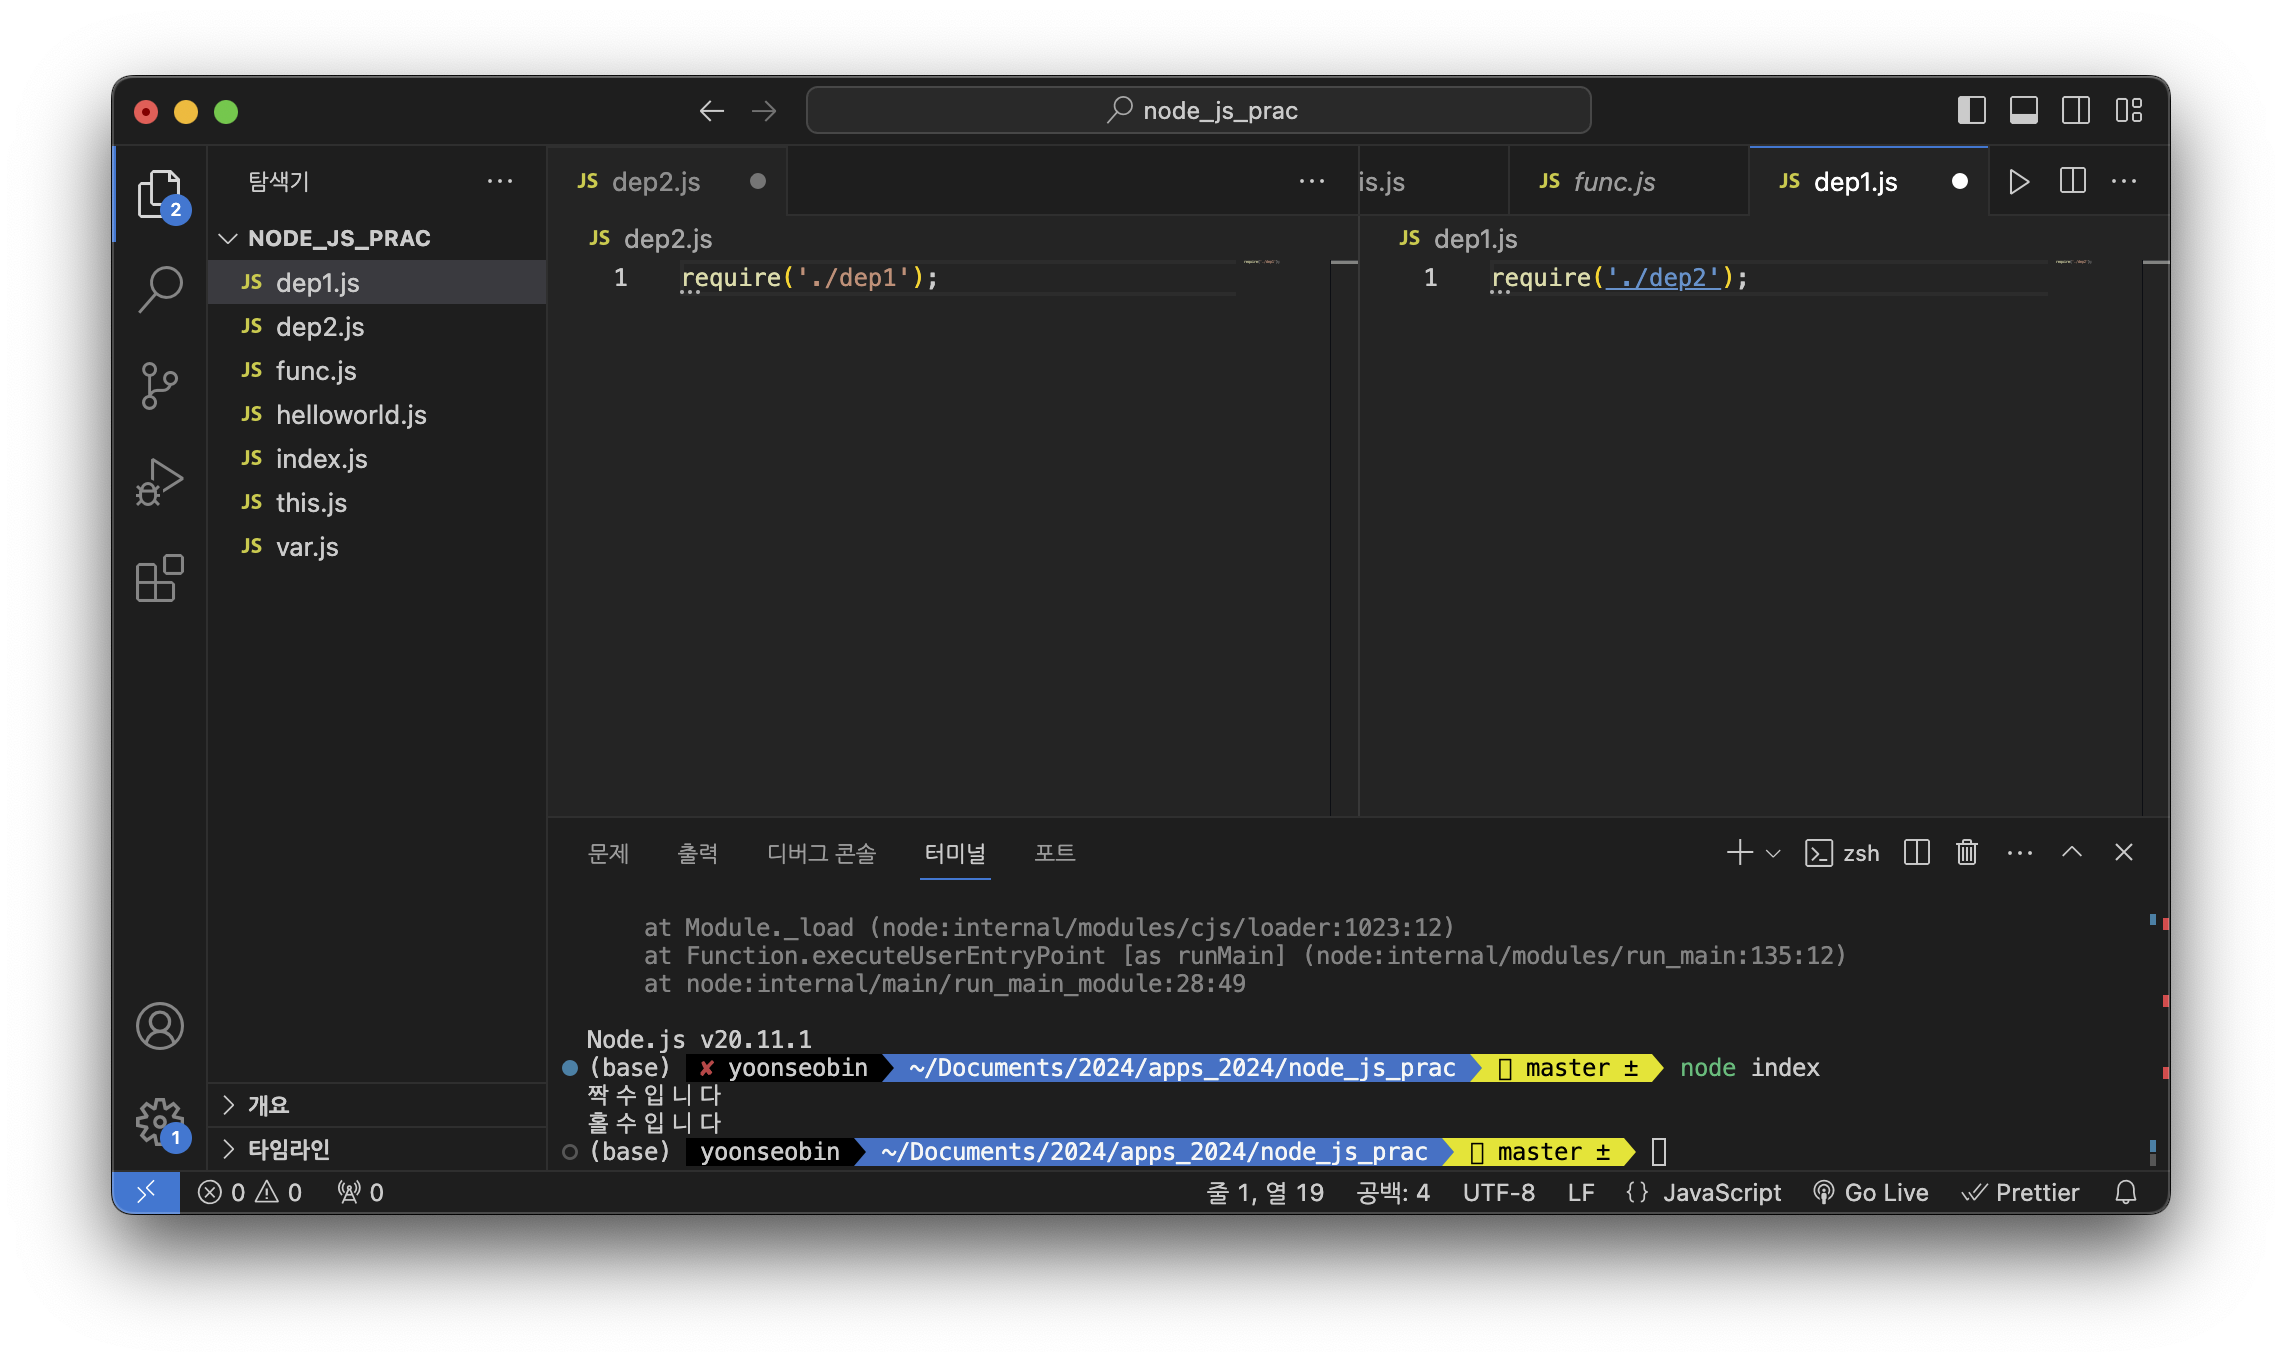 node_js_prac
탐색기
JS dep2.js
is.js
JS func.js
JS dep1.js
2
NODE_JS_PRAC
JS dep1.js
JS dep2.js
JS func.js
JS helloworld.js
JS index.js
JS this.js
JS var.js
JS dep2.js
1 require('./dep1');
JS dep1.js
1 require('./dep2');
문제 출력 디버그 콘솔 터미널 포트
zsh
at Module._load (node:internal/modules/cjs/loader:1023:12)
at Function.executeUserEntryPoint [as runMain] (node:internal/modules/run_main:135:12)
at node:internal/main/run_main_module:28:49
Node.js v20.11.1
(base) ✘ yoonseobin ~/Documents/2024/apps_2024/node_js_prac master ± node index
짝수입니다
홀수입니다
(base) yoonseobin ~/Documents/2024/apps_2024/node_js_prac master ±
개요
타임라인
1
0 0 0
줄 1, 열 19 공백: 4 UTF-8 LF {} JavaScript Go Live Prettier